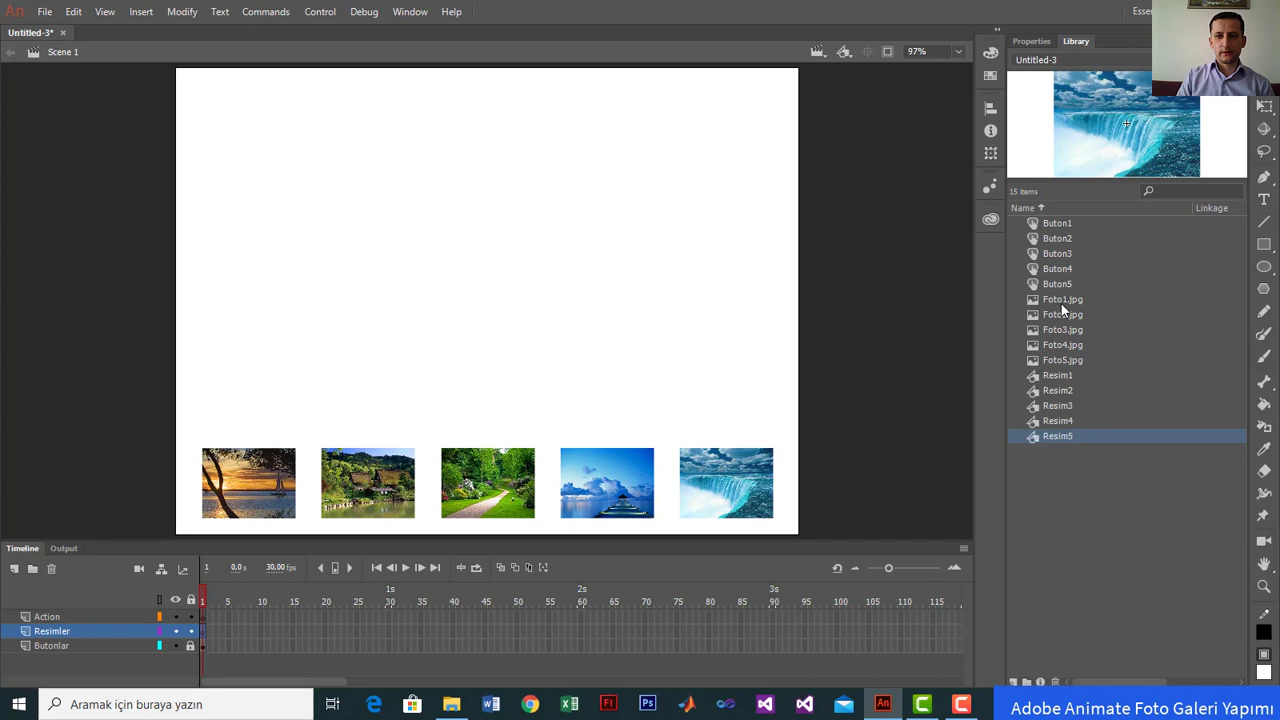 An File Edit View Insert Modify Text Commands Control Debug Window Help
Untitled-3* ×
Scene 1
97%
Properties Library
Untitled-3
15 items
Name Linkage
Buton1
Buton2
Buton3
Buton4
Buton5
Foto1.jpg
Foto3.jpg
Foto4.jpg
Foto5.jpg
Resim1
Resim2
Resim3
Resim4
Resim5
Timeline Output
1 0.0 s 30.00 fps
1s 2s 3s
1 5 10 15 20 25 30 35 40 45 50 55 60 65 70 75 80 85 90 95 100 105 110 115
Action
Resimler
Butonlar
Aramak için buraya yazın
Adobe Animate Foto Galeri Yapımı